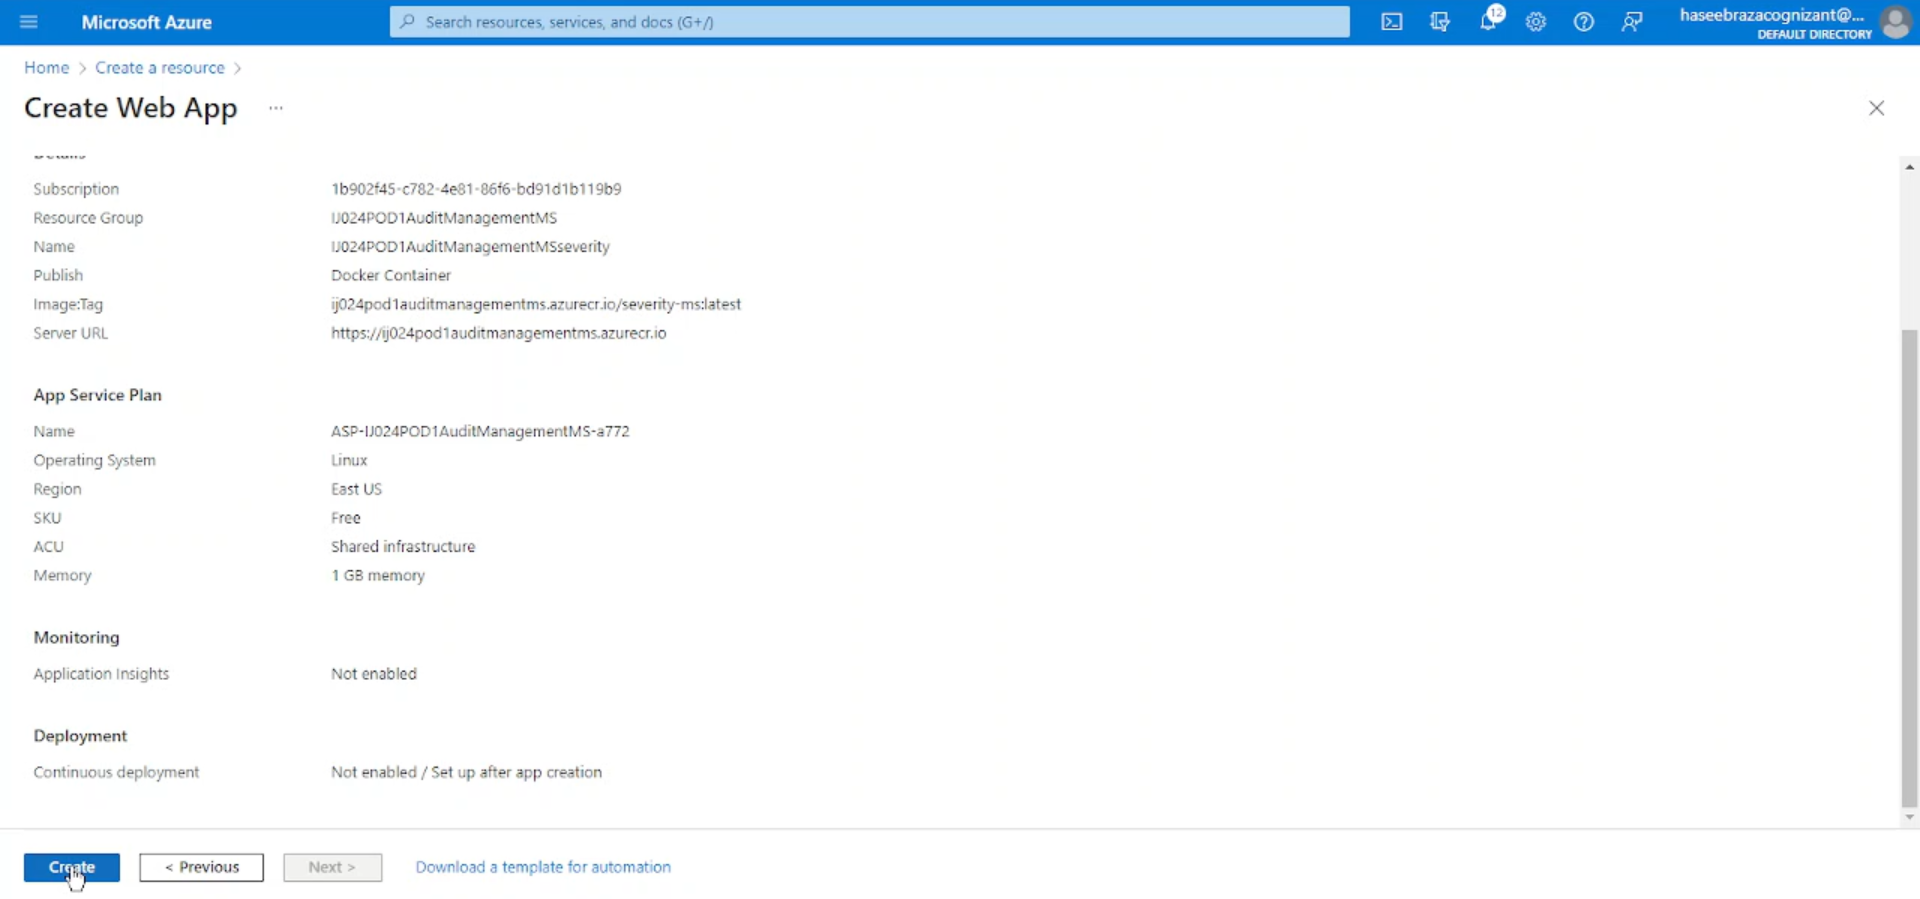 Microsoft Azure
Search resources, services, and docs (G+/)
12
haseebrazacognizant@...
DEFAULT DIRECTORY
Home > Create a resource >
Create Web App ...
Details
Subscription 1b902f45-c782-4e81-86f6-bd91d1b119b9
Resource Group IJ024POD1AuditManagementMS
Name IJ024POD1AuditManagementMSseverity
Publish Docker Container
Image:Tag ij024pod1auditmanagementms.azurecr.io/severity-ms:latest
Server URL https://ij024pod1auditmanagementms.azurecr.io
App Service Plan
Name ASP-IJ024POD1AuditManagementMS-a772
Operating System Linux
Region East US
SKU Free
ACU Shared infrastructure
Memory 1 GB memory
Monitoring
Application Insights Not enabled
Deployment
Continuous deployment Not enabled / Set up after app creation
Create < Previous Next > Download a template for automation